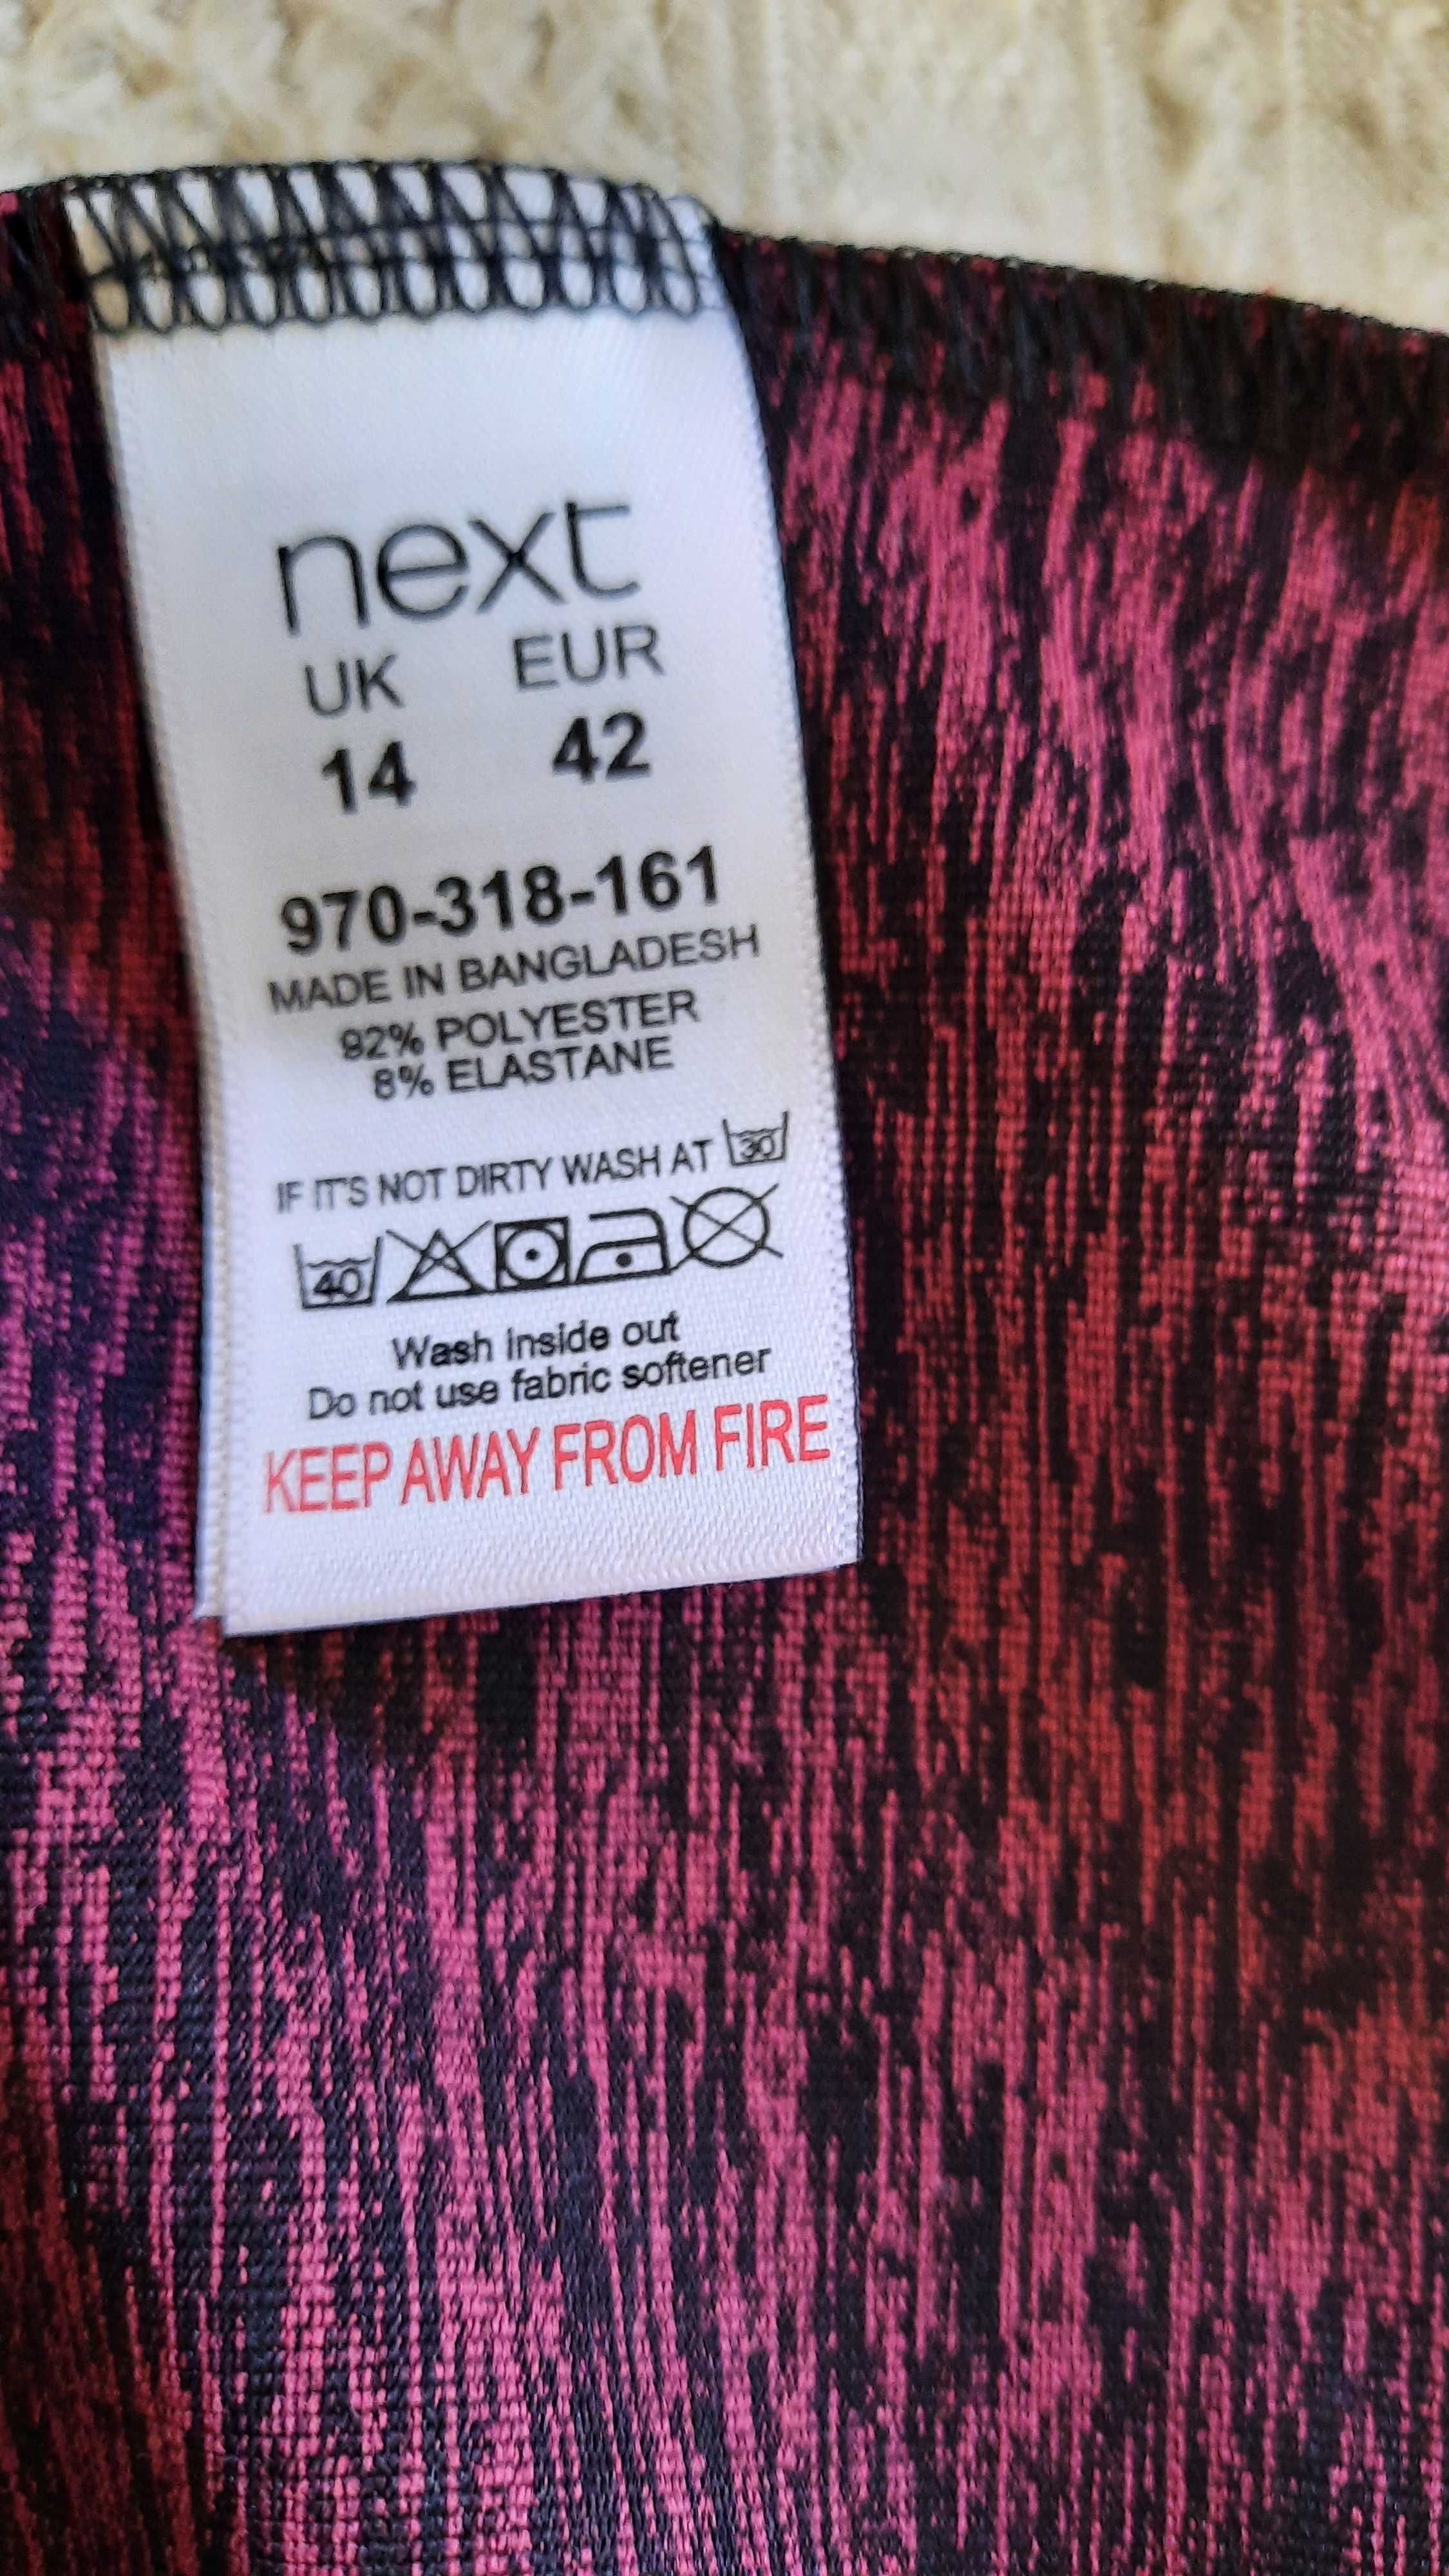 next
UK EUR
14 42
970-318-161
MADE IN BANGLADESH
92% POLYESTER
8% ELASTANE
IF IT'S NOT DIRTY WASH AT 30
40
Wash inside out
Do not use fabric softener
KEEP AWAY FROM FIRE